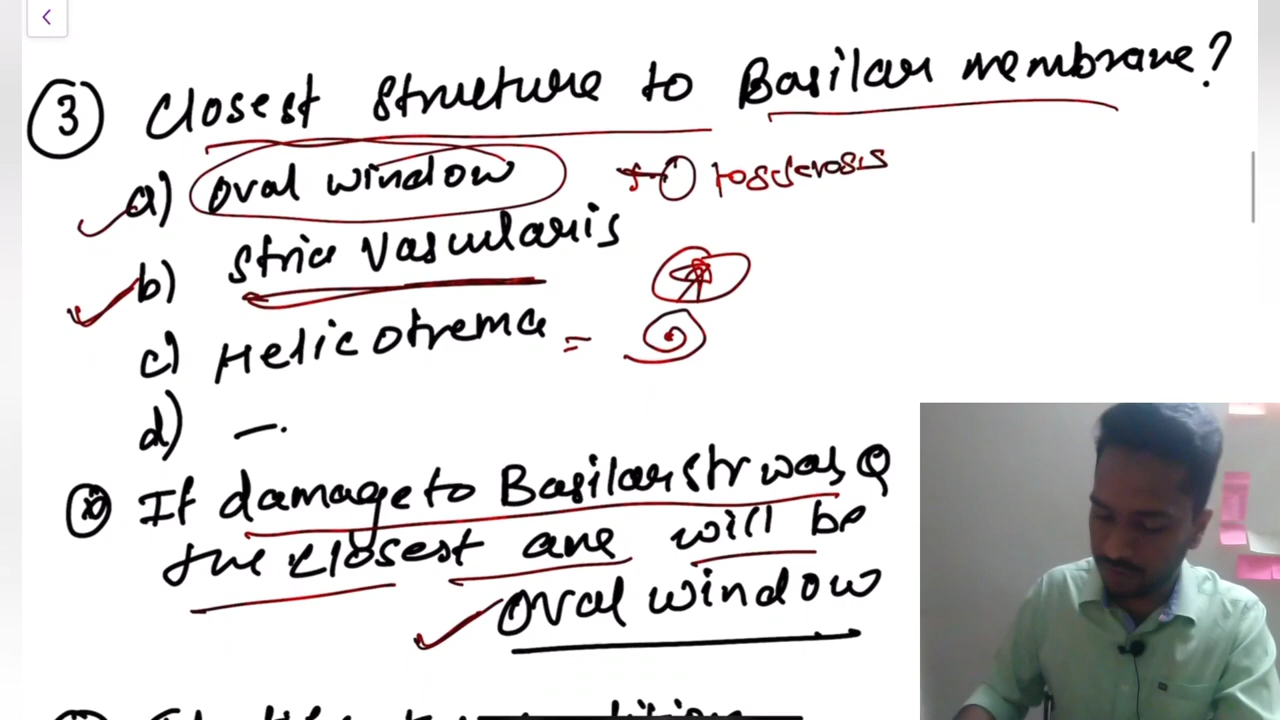 ③ Closest structure to Basilar membrane?
a) Oval window otosclerosis
b) Stria Vascularis
c) Helicotrema =
d) —.
If damage to Basilar str was Q
the closest ane will be
Oval window